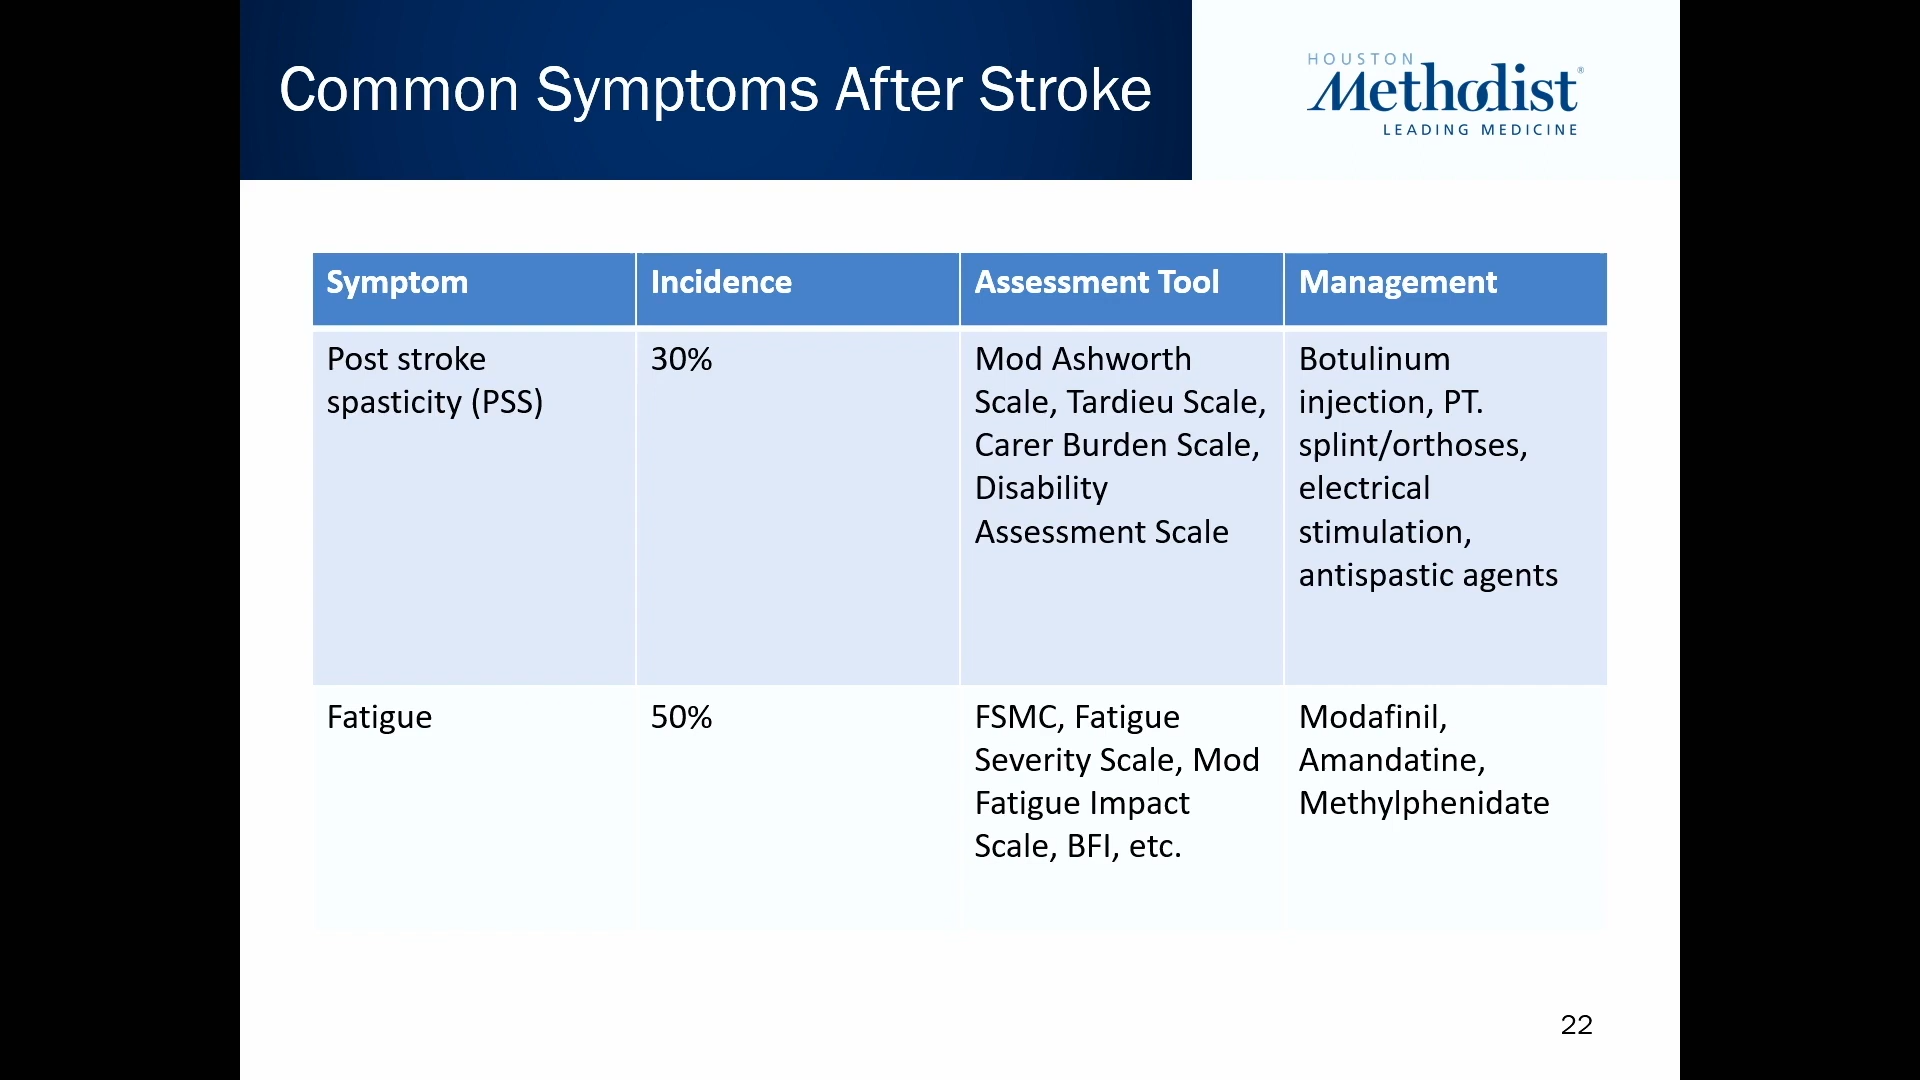 Common Symptoms After Stroke
HOUSTON
Methodist®
LEADING MEDICINE
Symptom
Incidence
Assessment Tool
Management
Post stroke
spasticity (PSS)
30%
Mod Ashworth
Scale, Tardieu Scale,
Carer Burden Scale,
Disability
Assessment Scale
Botulinum
injection, PT.
splint/orthoses,
electrical
stimulation,
antispastic agents
Fatigue
50%
FSMC, Fatigue
Severity Scale, Mod
Fatigue Impact
Scale, BFI, etc.
Modafinil,
Amandatine,
Methylphenidate
22